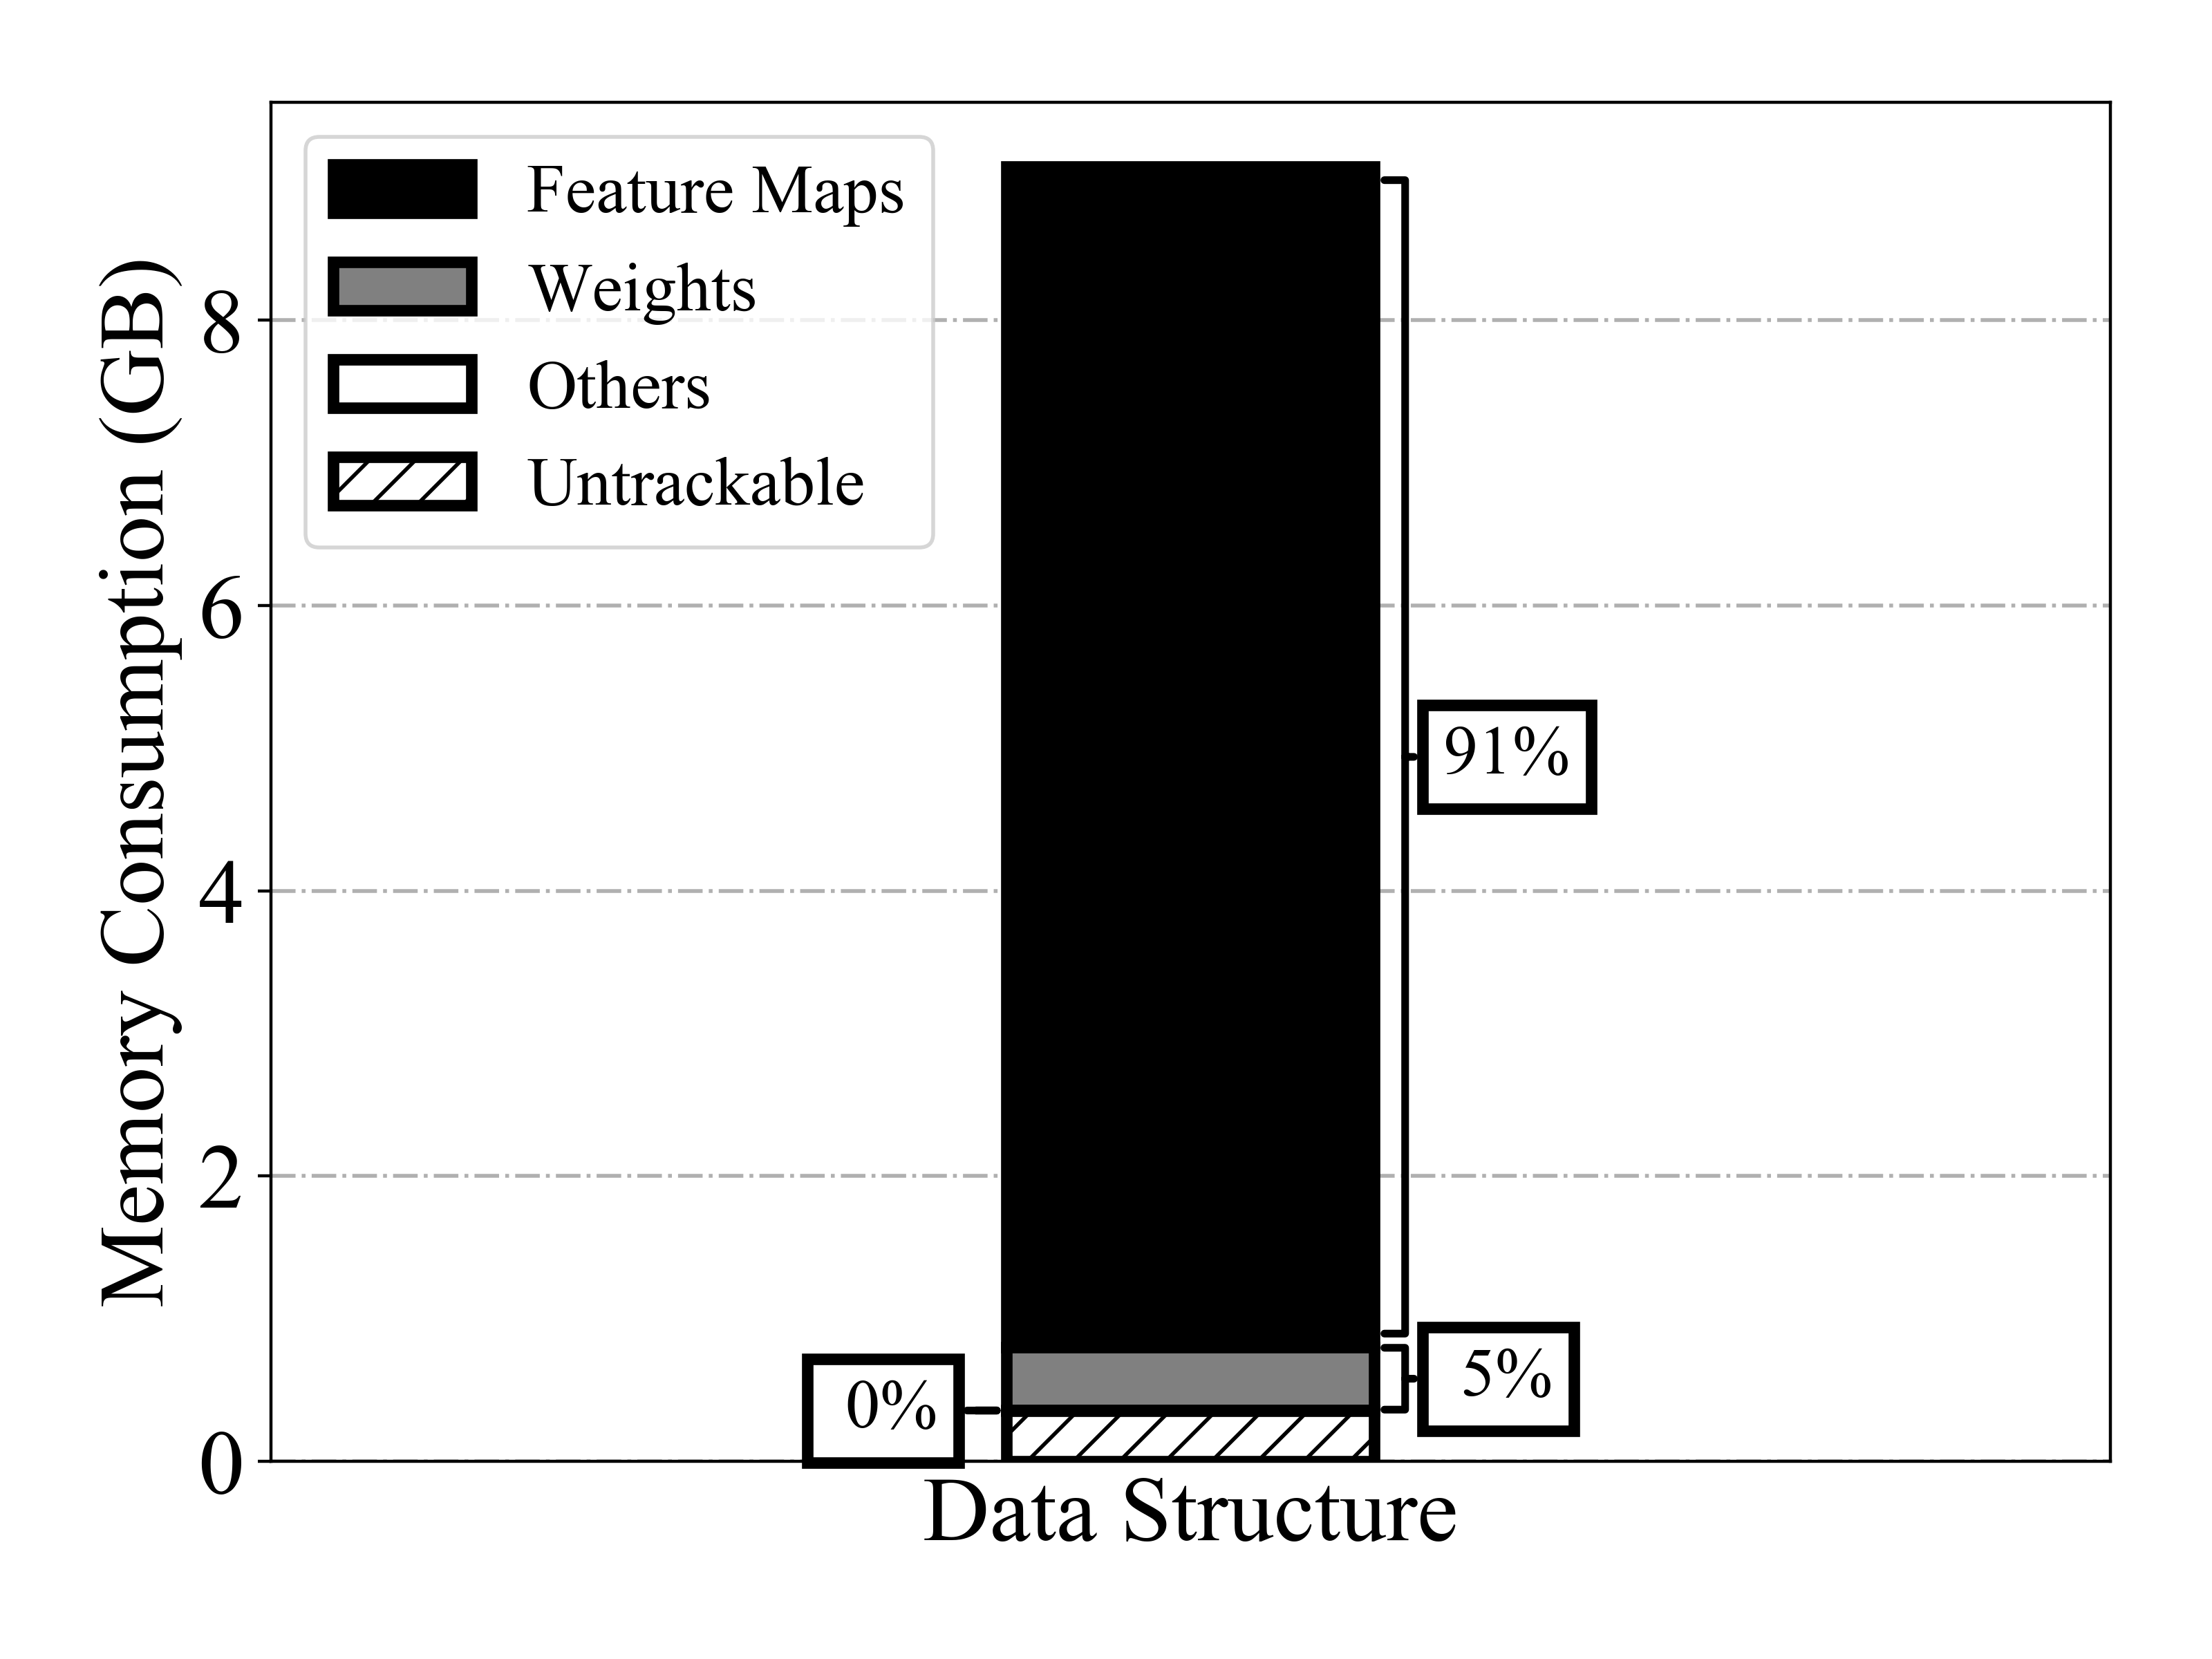 Memory Consumption (GB)
8
6
4
2
0
Feature Maps
Weights
Others
Untrackable
91%
5%
0%
Data Structure